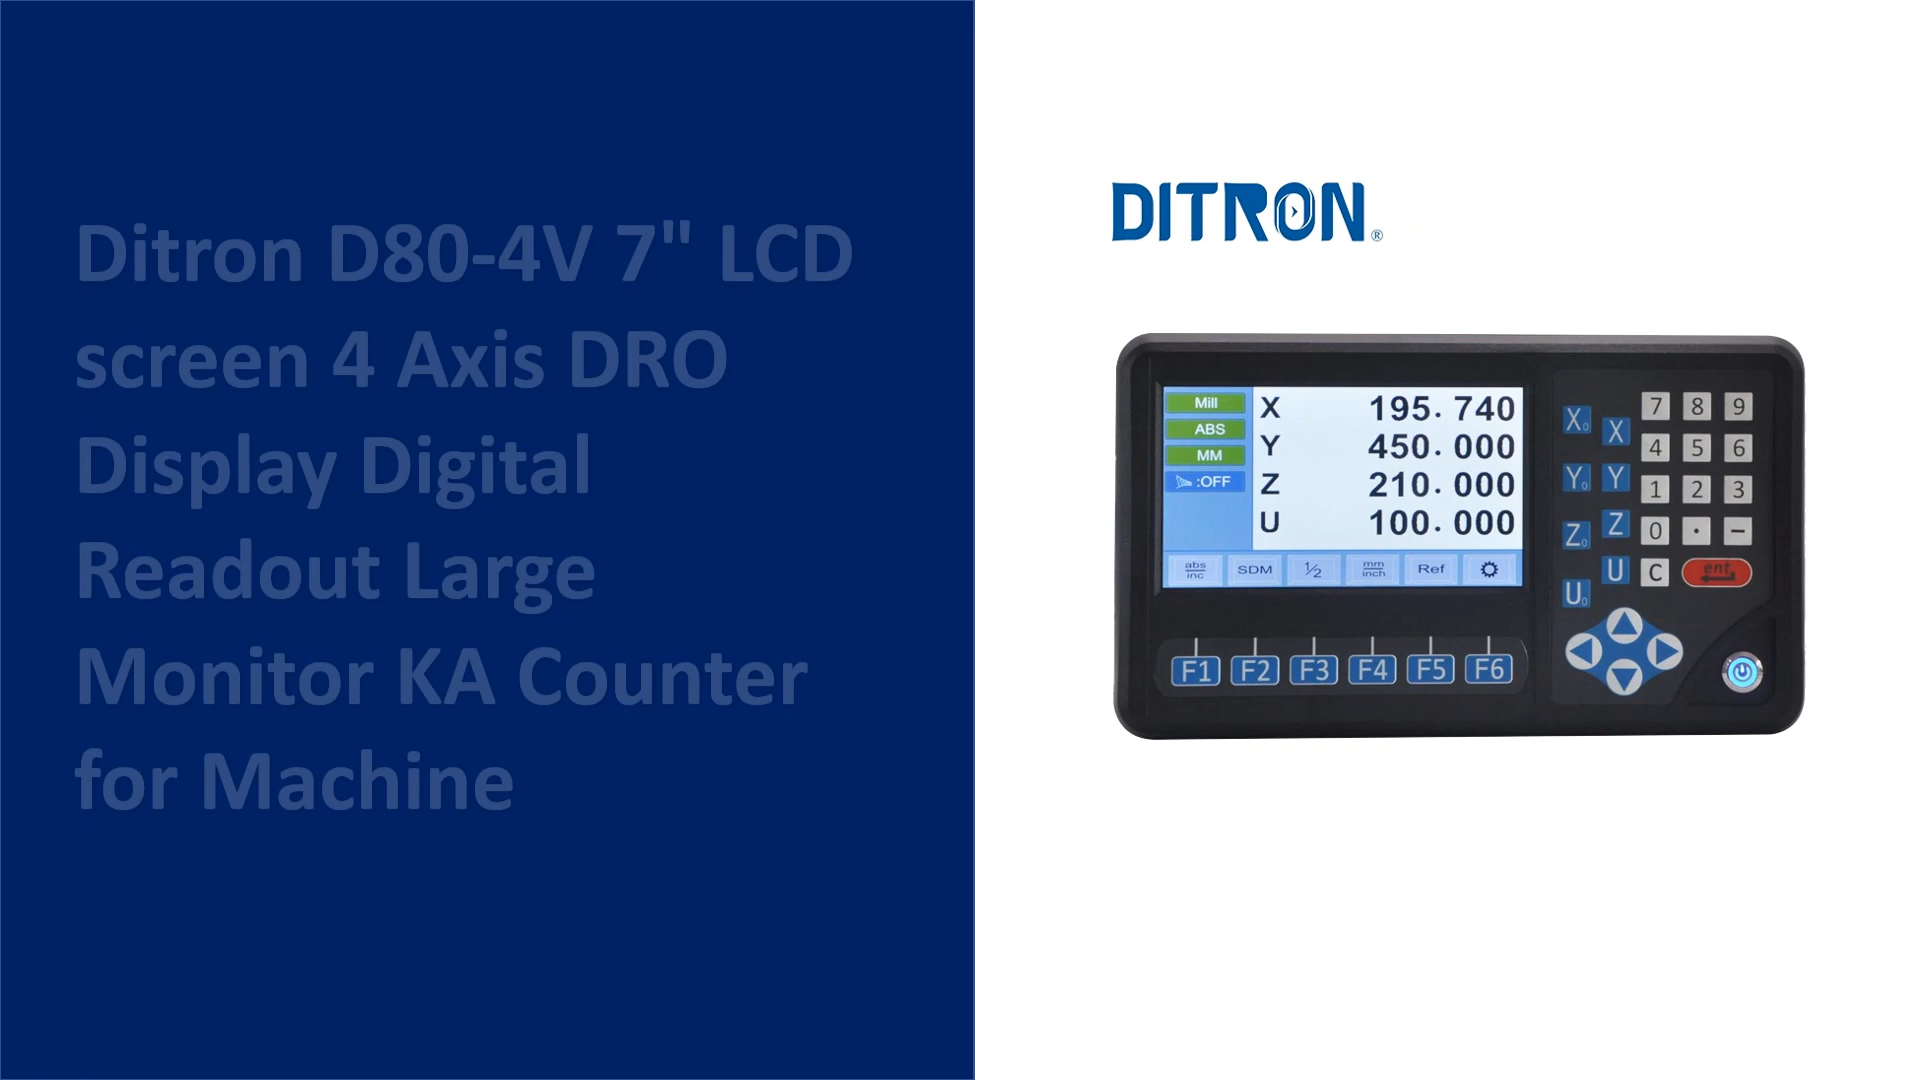 Ditron D80-4V 7" LCD
screen 4 Axis DRO
Display Digital
Readout Large
Monitor KA Counter
for Machine
DITRON®
Mill
ABS
MM
:OFF
X 195.740
Y 450.000
Z 210.000
U 100.000
abs
inc
SDM
1/2
mm
inch
Ref
F1 F2 F3 F4 F5 F6
X₀ X 7 8 9
4 5 6
Y₀ Y 1 2 3
Z₀ Z 0 . −
U₀ U C ent